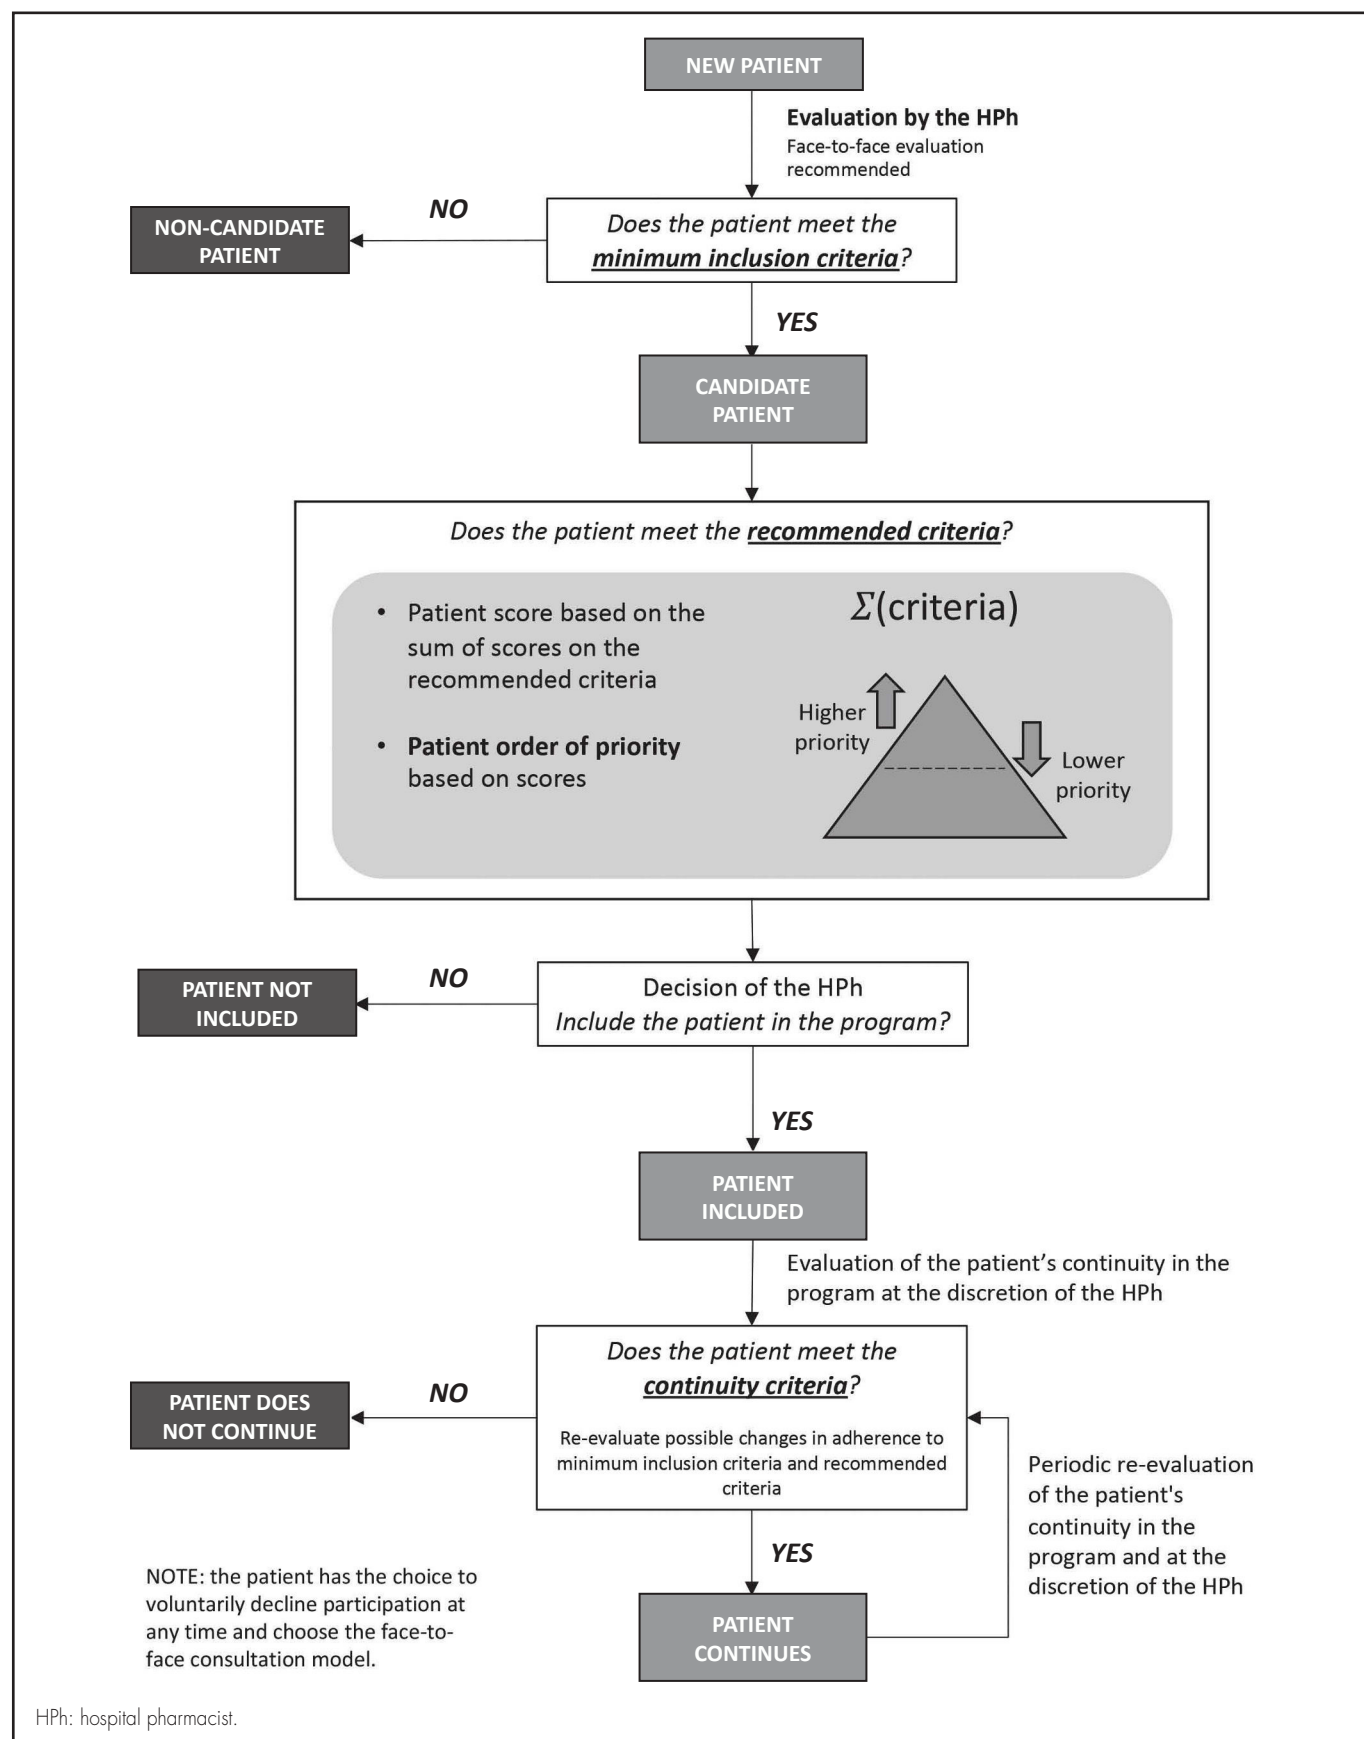 NEW PATIENT
Evaluation by the HPh
Face-to-face evaluation
recommended
NO
NON-CANDIDATE
PATIENT
Does the patient meet the
minimum inclusion criteria?
YES
CANDIDATE
PATIENT
Does the patient meet the recommended criteria?
• Patient score based on the
sum of scores on the
recommended criteria
• Patient order of priority
based on scores
Σ(criteria)
Higher
priority
Lower
priority
NO
PATIENT NOT
INCLUDED
Decision of the HPh
Include the patient in the program?
YES
PATIENT
INCLUDED
Evaluation of the patient’s continuity in the
program at the discretion of the HPh
NO
PATIENT DOES
NOT CONTINUE
Does the patient meet the
continuity criteria?
Re-evaluate possible changes in adherence to
minimum inclusion criteria and recommended
criteria
Periodic re-evaluation
of the patient's
continuity in the
program and at the
discretion of the HPh
YES
PATIENT
CONTINUES
NOTE: the patient has the choice to
voluntarily decline participation at
any time and choose the face-to-
face consultation model.
HPh: hospital pharmacist.